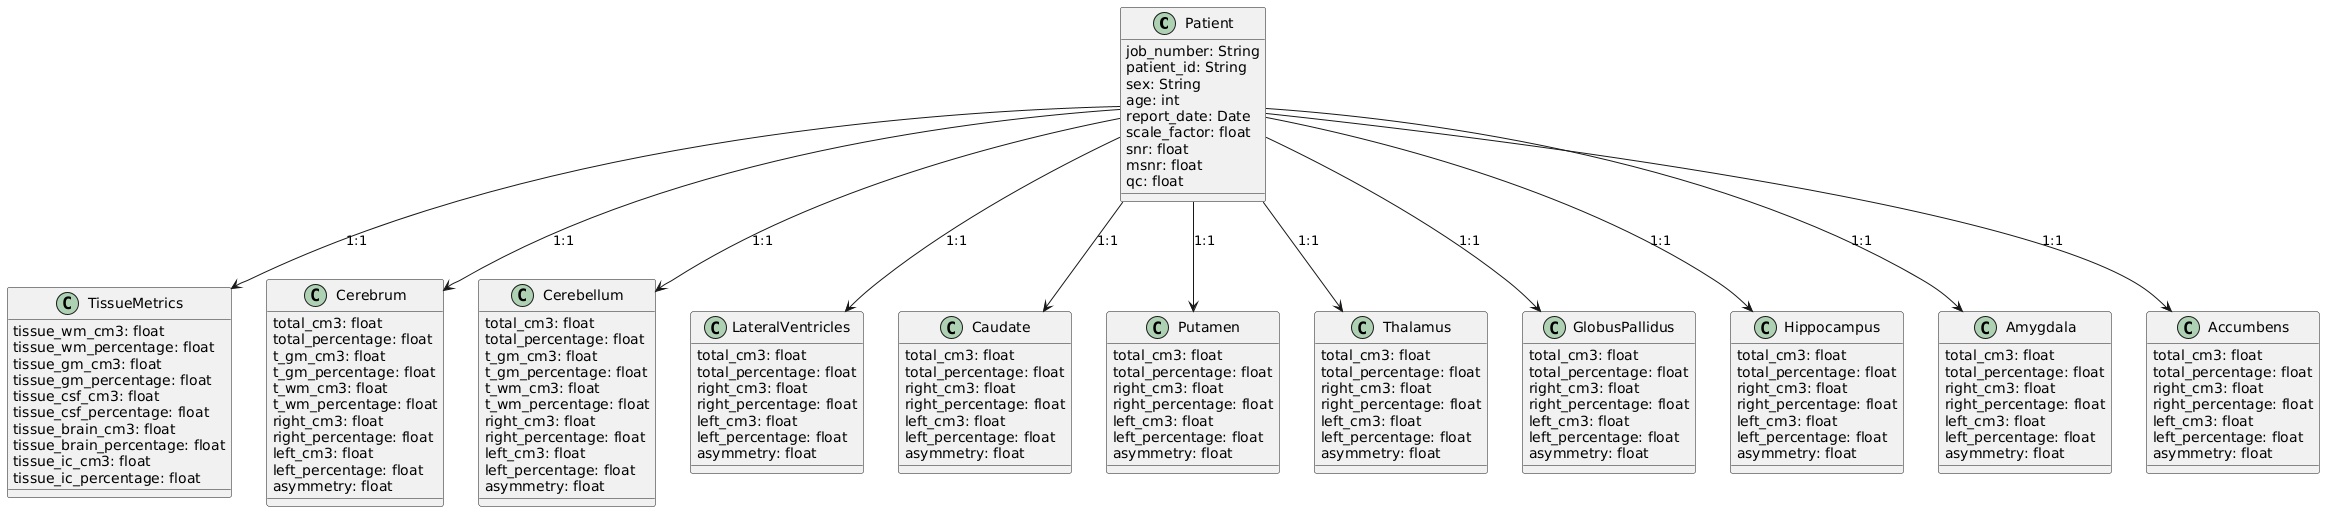 C Patient
job_number: String
patient_id: String
sex: String
age: int
report_date: Date
scale_factor: float
snr: float
msnr: float
qc: float
1:1
1:1
1:1
1:1
1:1
1:1
1:1
1:1
1:1
1:1
1:1
C TissueMetrics
tissue_wm_cm3: float
tissue_wm_percentage: float
tissue_gm_cm3: float
tissue_gm_percentage: float
tissue_csf_cm3: float
tissue_csf_percentage: float
tissue_brain_cm3: float
tissue_brain_percentage: float
tissue_ic_cm3: float
tissue_ic_percentage: float
C Cerebrum
total_cm3: float
total_percentage: float
t_gm_cm3: float
t_gm_percentage: float
t_wm_cm3: float
t_wm_percentage: float
right_cm3: float
right_percentage: float
left_cm3: float
left_percentage: float
asymmetry: float
C Cerebellum
total_cm3: float
total_percentage: float
t_gm_cm3: float
t_gm_percentage: float
t_wm_cm3: float
t_wm_percentage: float
right_cm3: float
right_percentage: float
left_cm3: float
left_percentage: float
asymmetry: float
C LateralVentricles
total_cm3: float
total_percentage: float
right_cm3: float
right_percentage: float
left_cm3: float
left_percentage: float
asymmetry: float
C Caudate
total_cm3: float
total_percentage: float
right_cm3: float
right_percentage: float
left_cm3: float
left_percentage: float
asymmetry: float
C Putamen
total_cm3: float
total_percentage: float
right_cm3: float
right_percentage: float
left_cm3: float
left_percentage: float
asymmetry: float
C Thalamus
total_cm3: float
total_percentage: float
right_cm3: float
right_percentage: float
left_cm3: float
left_percentage: float
asymmetry: float
C GlobusPallidus
total_cm3: float
total_percentage: float
right_cm3: float
right_percentage: float
left_cm3: float
left_percentage: float
asymmetry: float
C Hippocampus
total_cm3: float
total_percentage: float
right_cm3: float
right_percentage: float
left_cm3: float
left_percentage: float
asymmetry: float
C Amygdala
total_cm3: float
total_percentage: float
right_cm3: float
right_percentage: float
left_cm3: float
left_percentage: float
asymmetry: float
C Accumbens
total_cm3: float
total_percentage: float
right_cm3: float
right_percentage: float
left_cm3: float
left_percentage: float
asymmetry: float